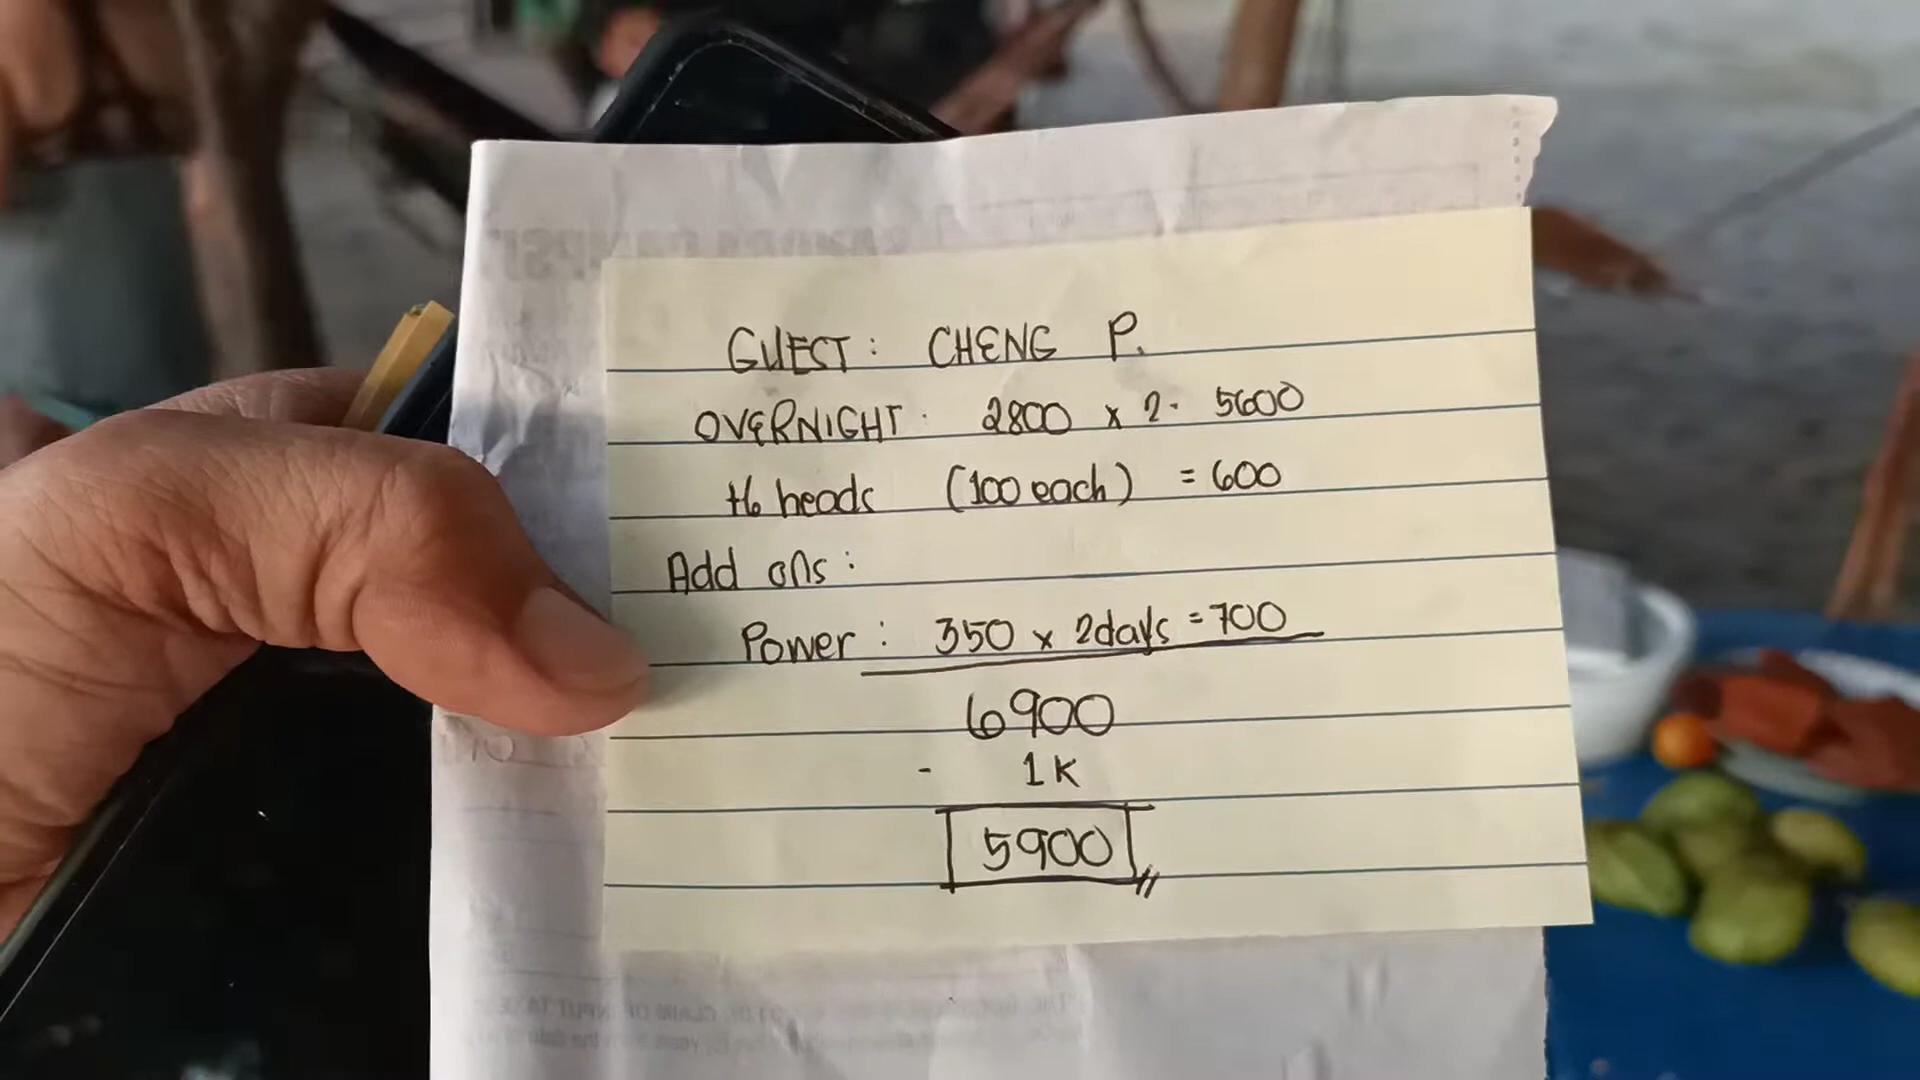 GUEST: CHENG P.
OVERNIGHT: 2800 x 2. 5600
+6 heads (100 each) = 600
Add ons:
Power: 350 x 2days = 700
6900
- 1K
5900